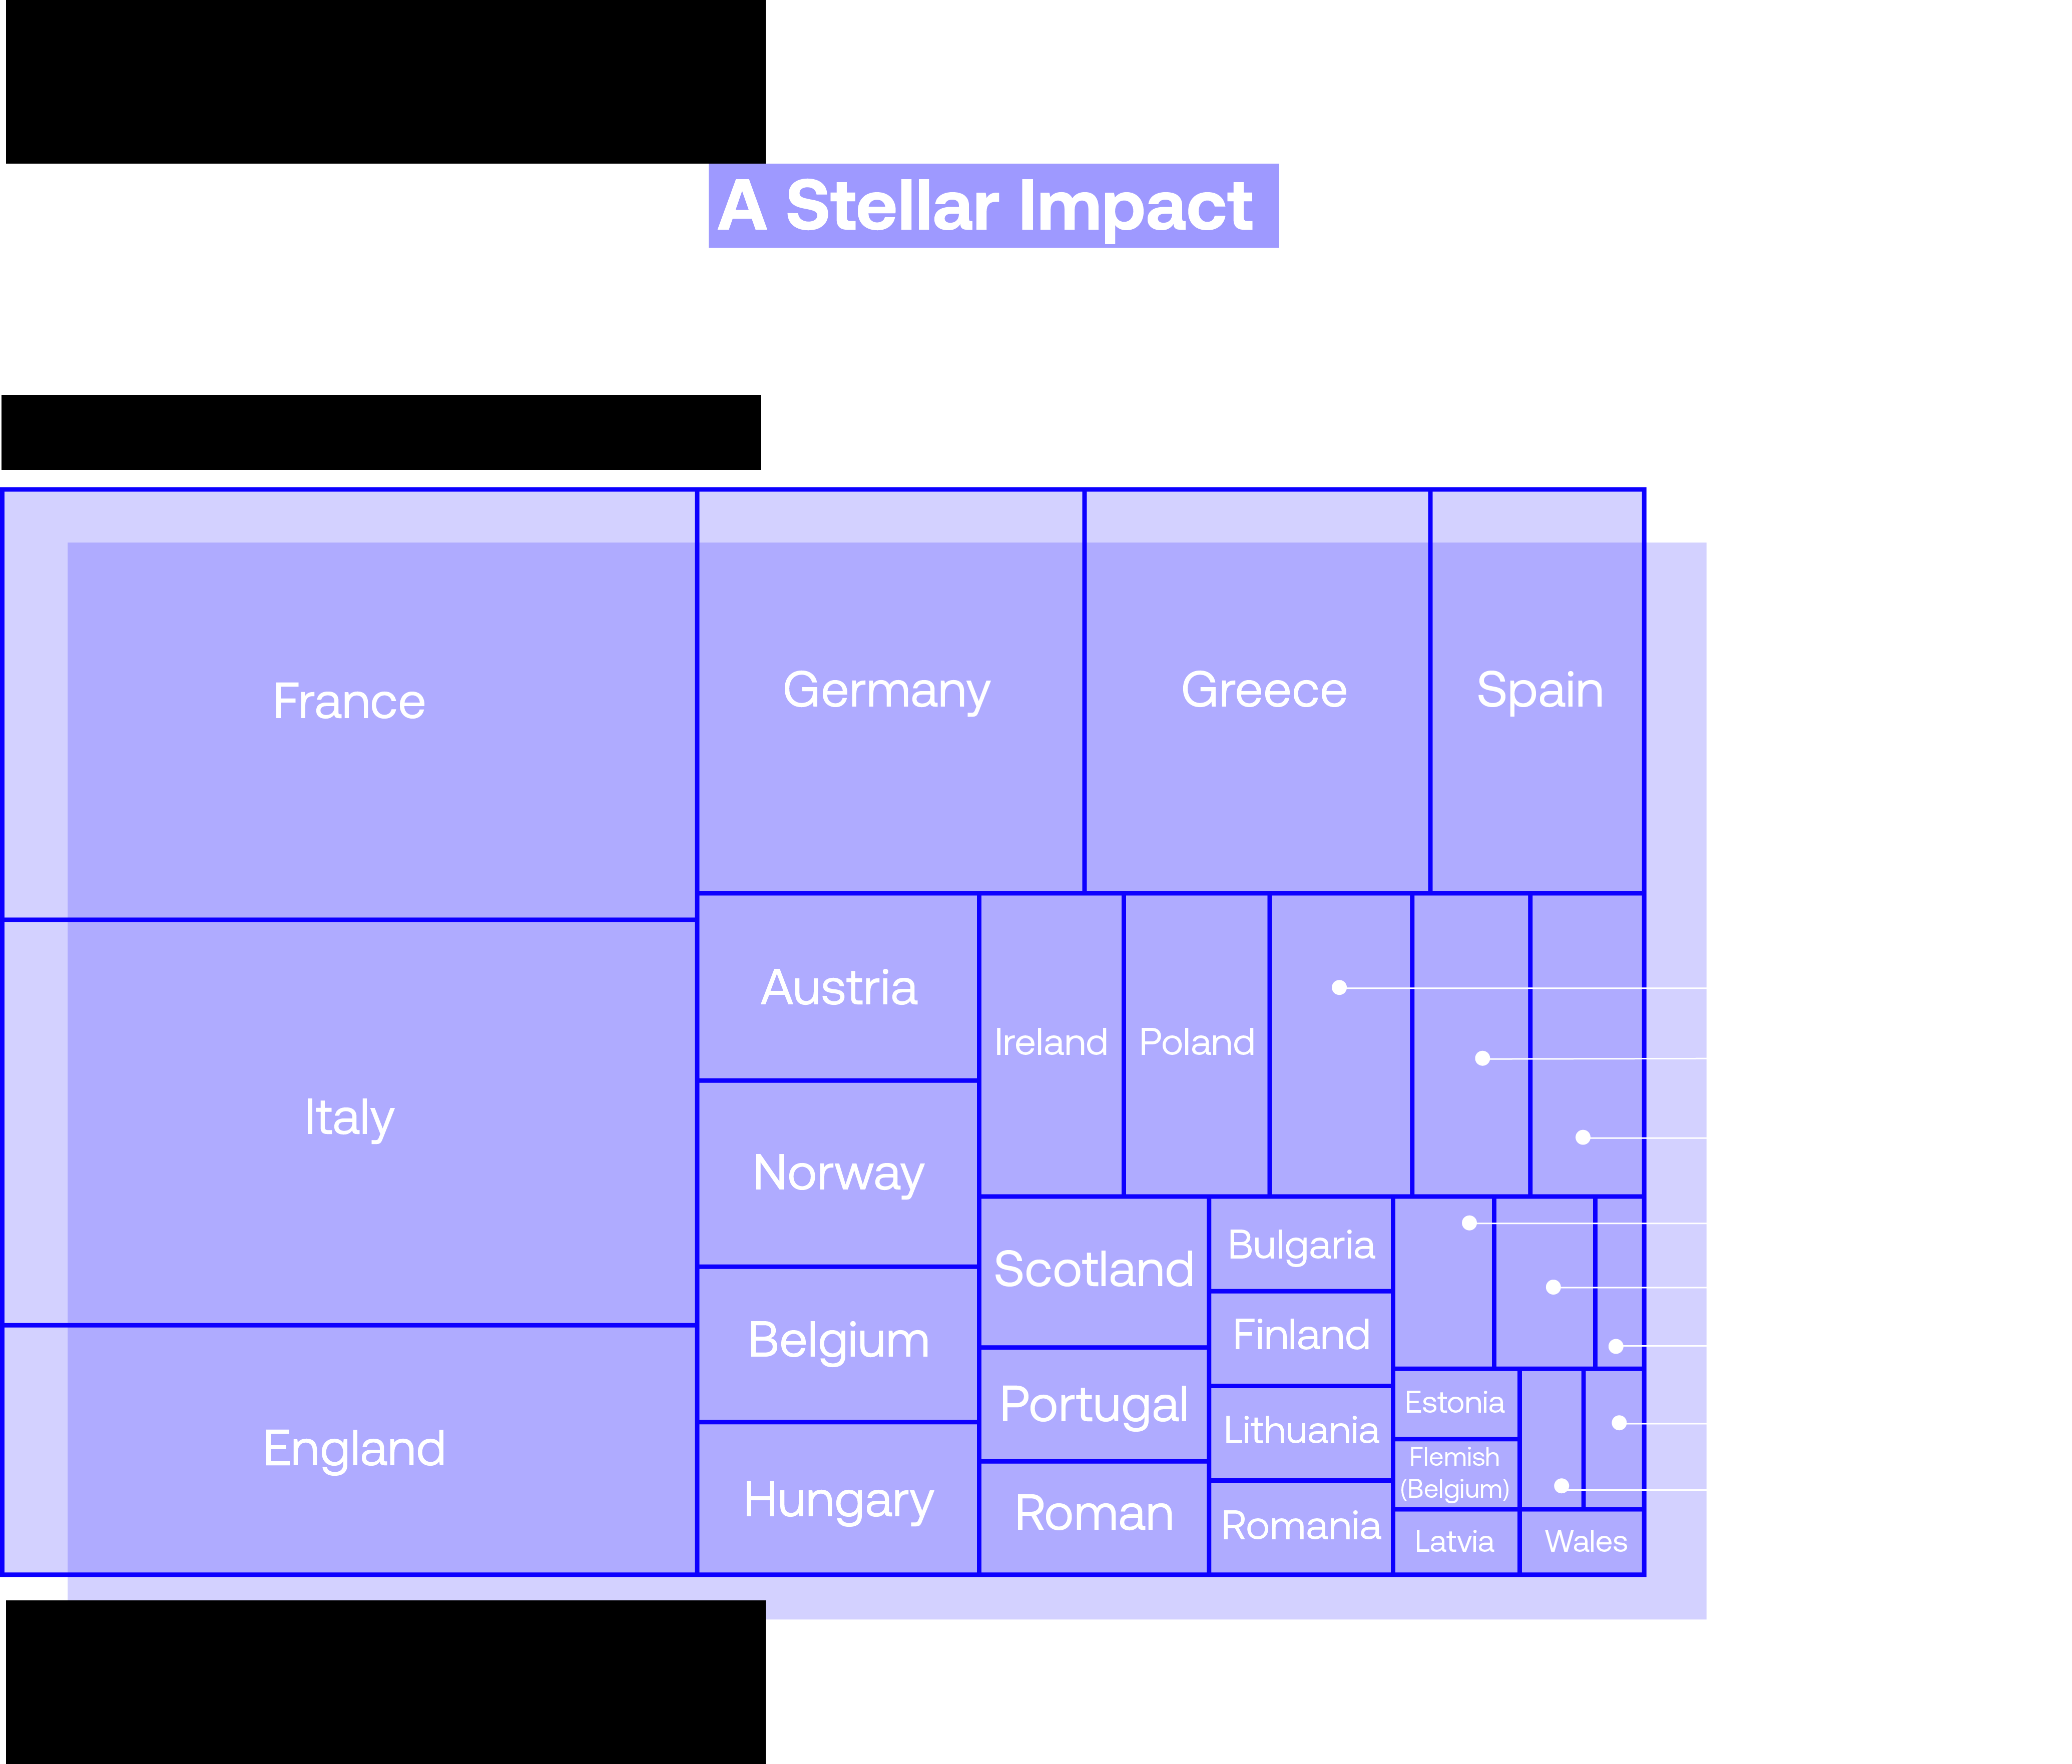 A Stellar Impact
France
Germany
Greece
Spain
Italy
Austria
Ireland
Poland
Norway
England
Belgium
Scotland
Bulgaria
Finland
Portugal
Estonia
Lithuania
Flemish
(Belgium)
Hungary
Roman
Romania
Latvia
Wales